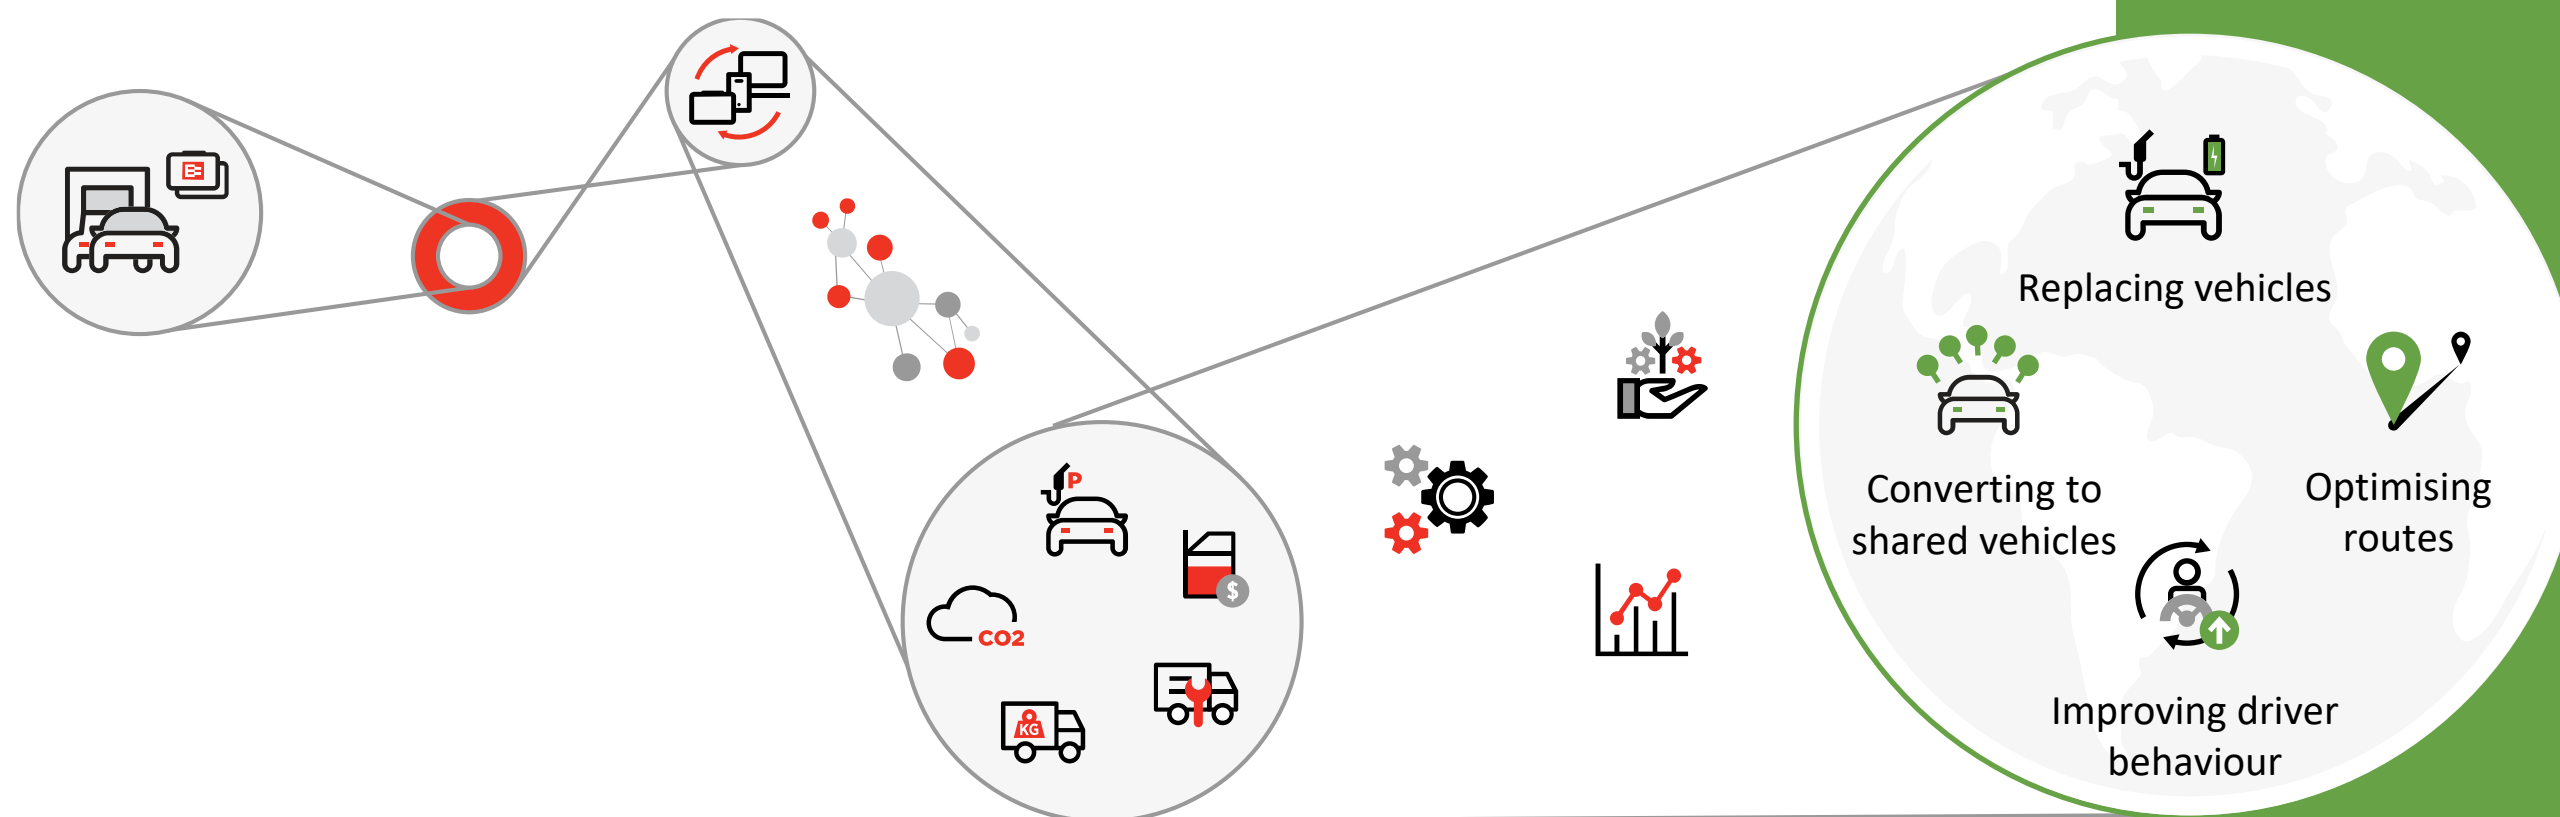 P
$
CO2
KG
Replacing vehicles
Converting to
shared vehicles
Optimising
routes
Improving driver
behaviour